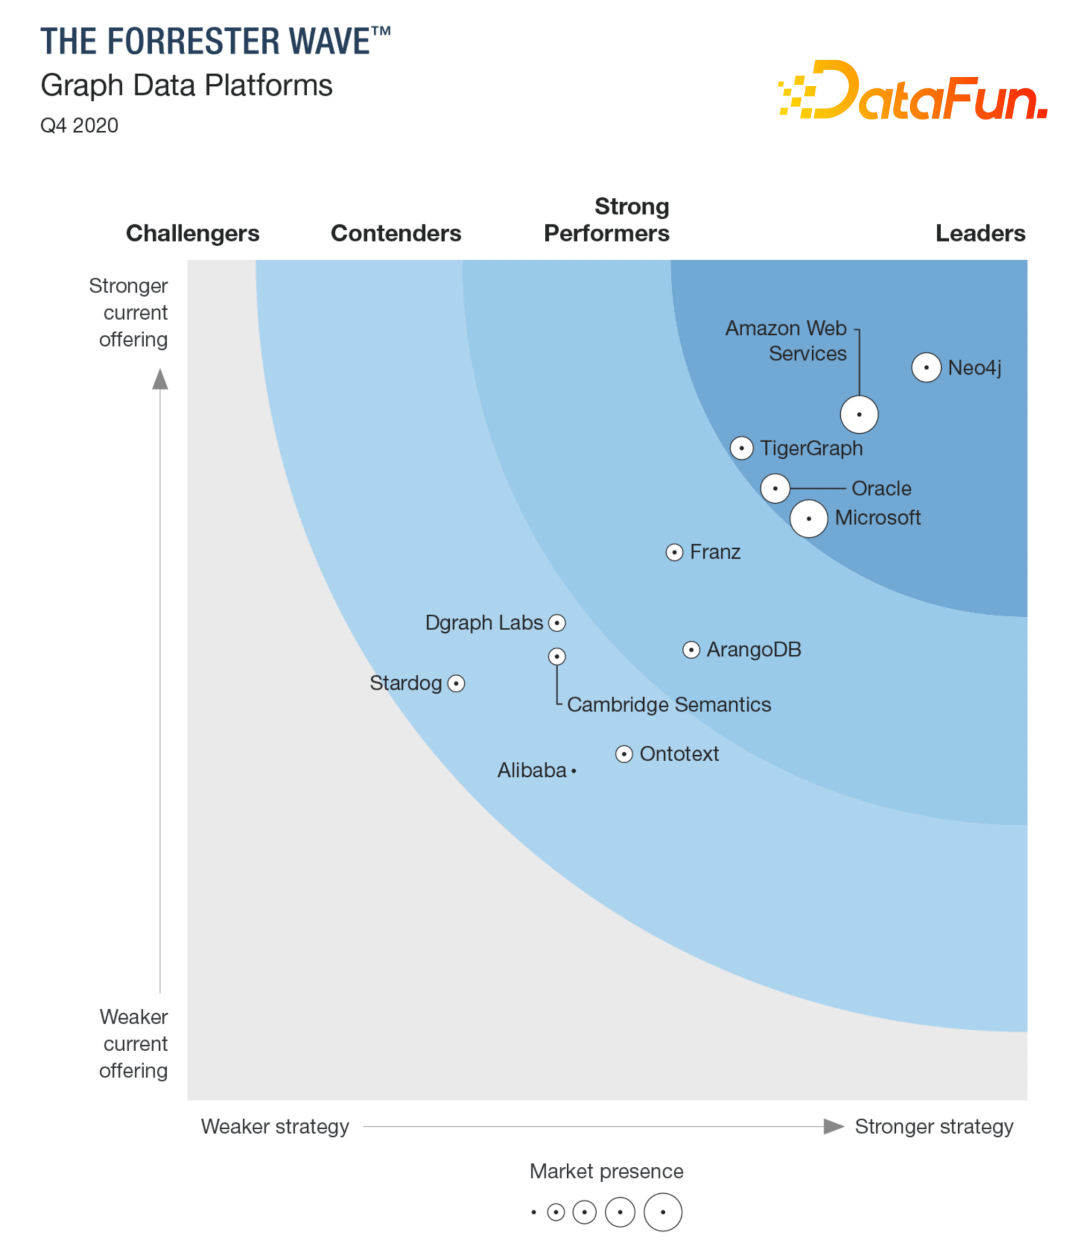 THE FORRESTER WAVE™
Graph Data Platforms
Q4 2020
DataFun.
Strong
Challengers Contenders Performers Leaders
Stronger
current
offering
Amazon Web
Services
Neo4j
TigerGraph
Oracle
Microsoft
Franz
Dgraph Labs
ArangoDB
Stardog
Cambridge Semantics
Ontotext
Alibaba
Weaker
current
offering
Weaker strategy Stronger strategy
Market presence